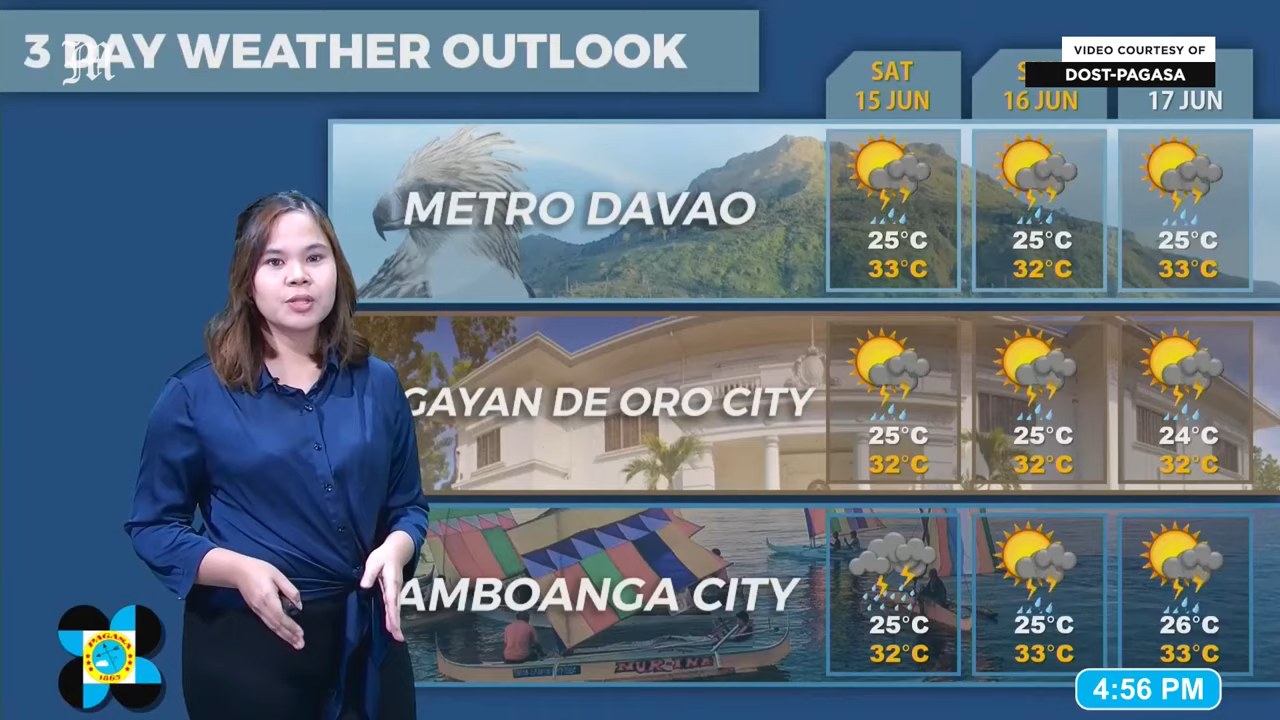 3 DAY WEATHER OUTLOOK
M
VIDEO COURTESY OF
DOST-PAGASA
SAT
15 JUN
16 JUN
17 JUN
METRO DAVAO
25°C
33°C
25°C
32°C
25°C
33°C
GAYAN DE ORO CITY
25°C
32°C
25°C
32°C
24°C
32°C
AMBOANGA CITY
25°C
32°C
25°C
33°C
26°C
33°C
PAGASA
1865
4:56 PM